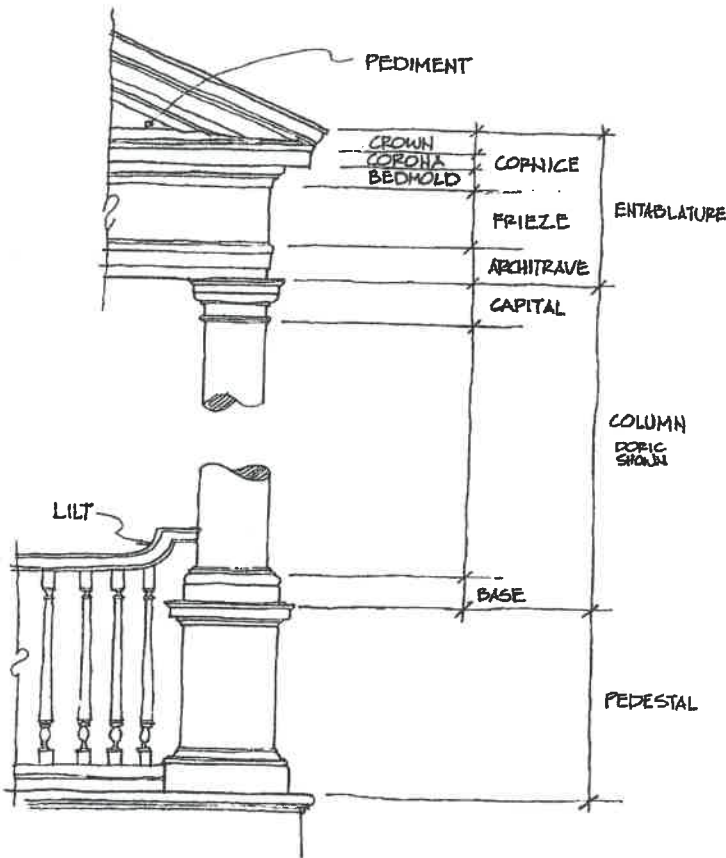 PEDIMENT
CROWN
CORONA
BEDMOLD
CORNICE
FRIEZE
ENTABLATURE
ARCHITRAVE
CAPITAL
COLUMN
DORIC
SHOWN
LILT
BASE
PEDESTAL